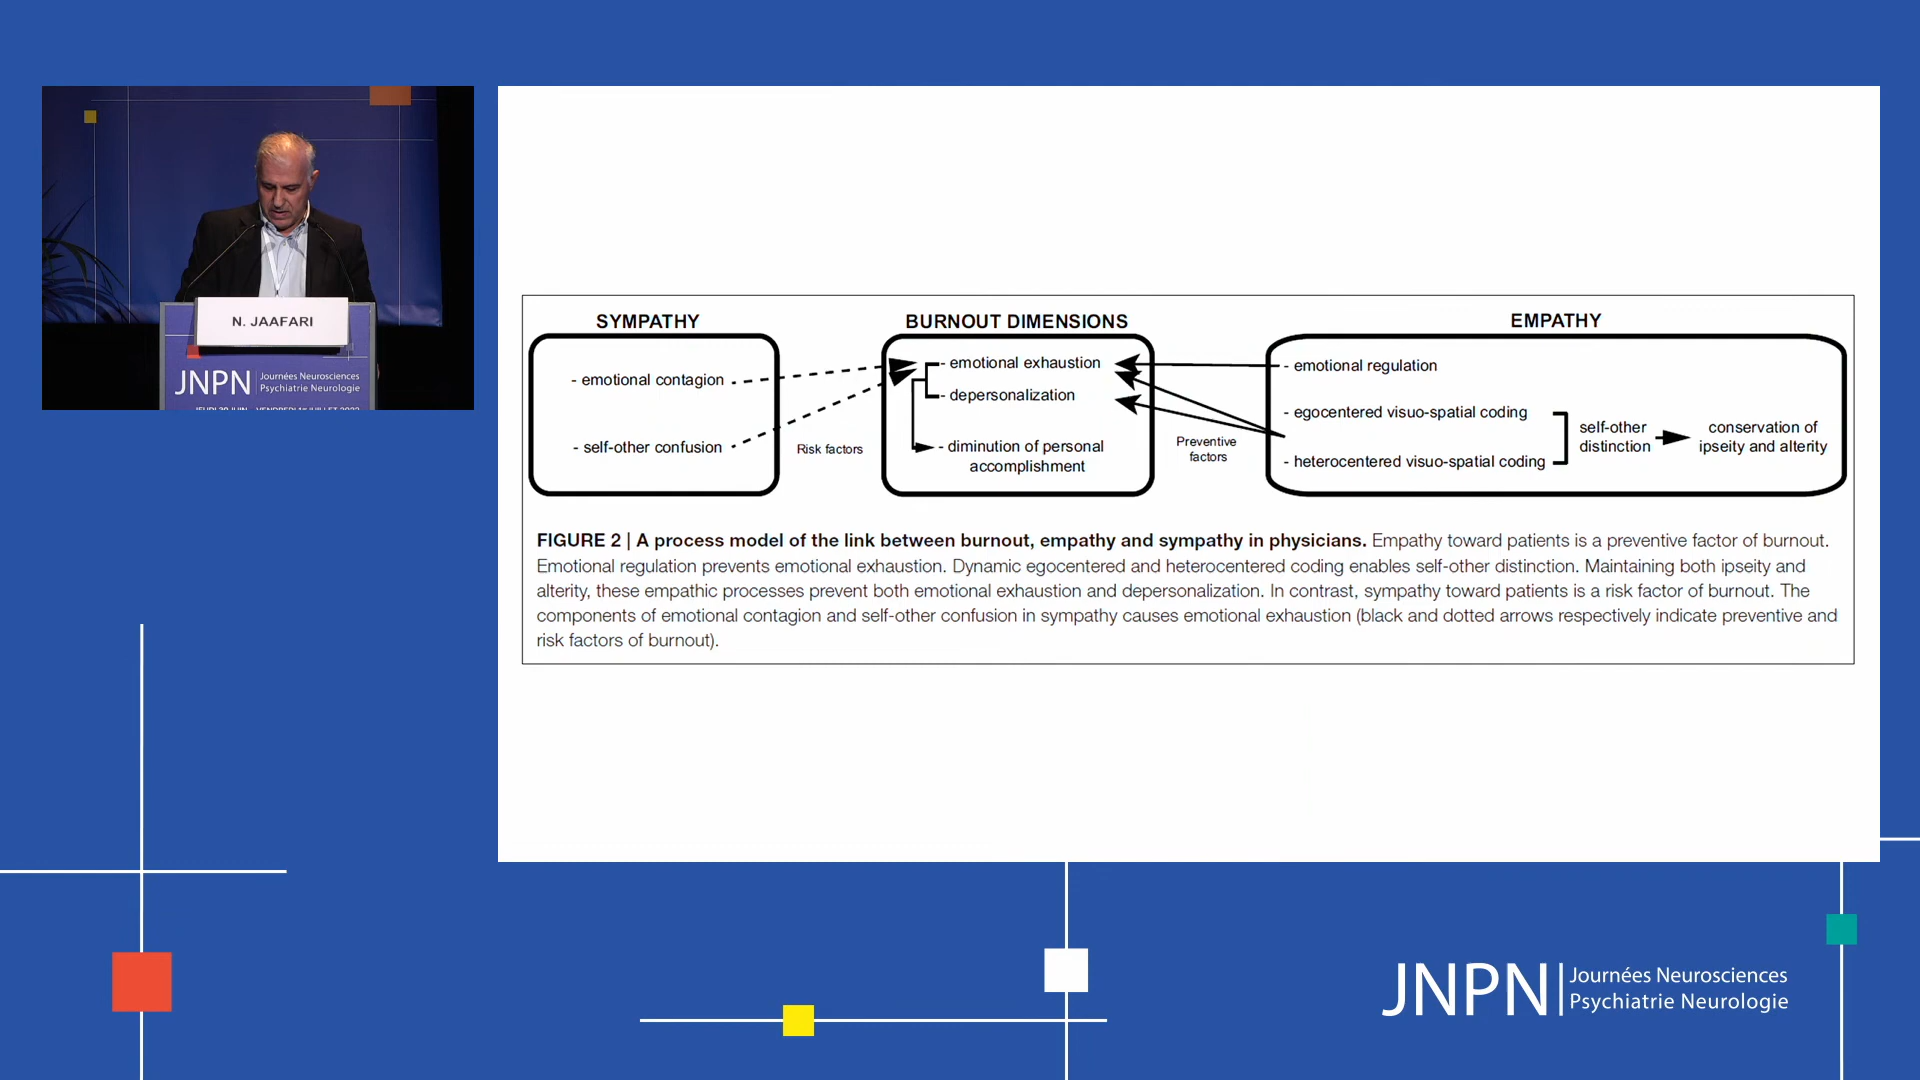 N. JAAFARI
JNPN
Journées Neurosciences
Psychiatrie Neurologie
SYMPATHY
- emotional contagion
- self-other confusion
Risk factors
BURNOUT DIMENSIONS
- emotional exhaustion
- depersonalization
- diminution of personal
accomplishment
Preventive
factors
EMPATHY
- emotional regulation
- egocentered visuo-spatial coding
- heterocentered visuo-spatial coding
self-other
distinction
conservation of
ipseity and alterity
FIGURE 2 | A process model of the link between burnout, empathy and sympathy in physicians. Empathy toward patients is a preventive factor of burnout.
Emotional regulation prevents emotional exhaustion. Dynamic egocentered and heterocentered coding enables self-other distinction. Maintaining both ipseity and
alterity, these empathic processes prevent both emotional exhaustion and depersonalization. In contrast, sympathy toward patients is a risk factor of burnout. The
components of emotional contagion and self-other confusion in sympathy causes emotional exhaustion (black and dotted arrows respectively indicate preventive and
risk factors of burnout).
JNPN
Journées Neurosciences
Psychiatrie Neurologie